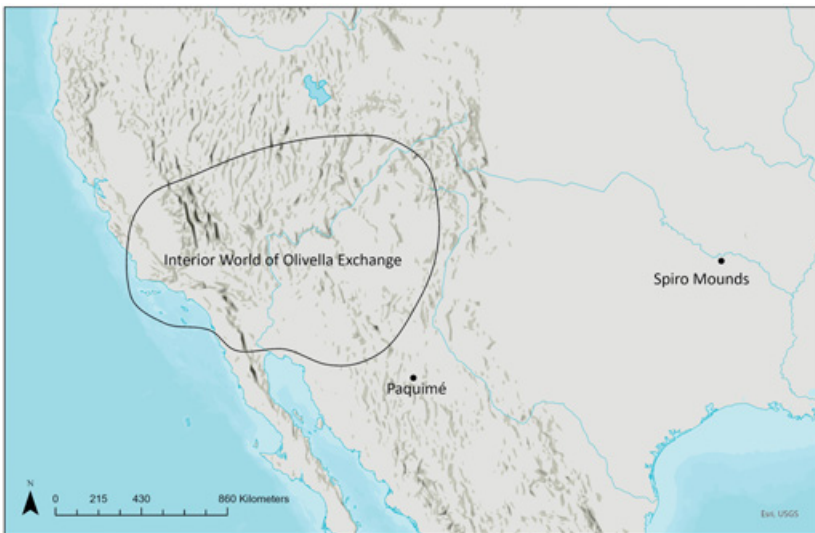 Interior World of Olivella Exchange
Spiro Mounds
Paquimé
N
0 215 430 860 Kilometers
Esri, USGS